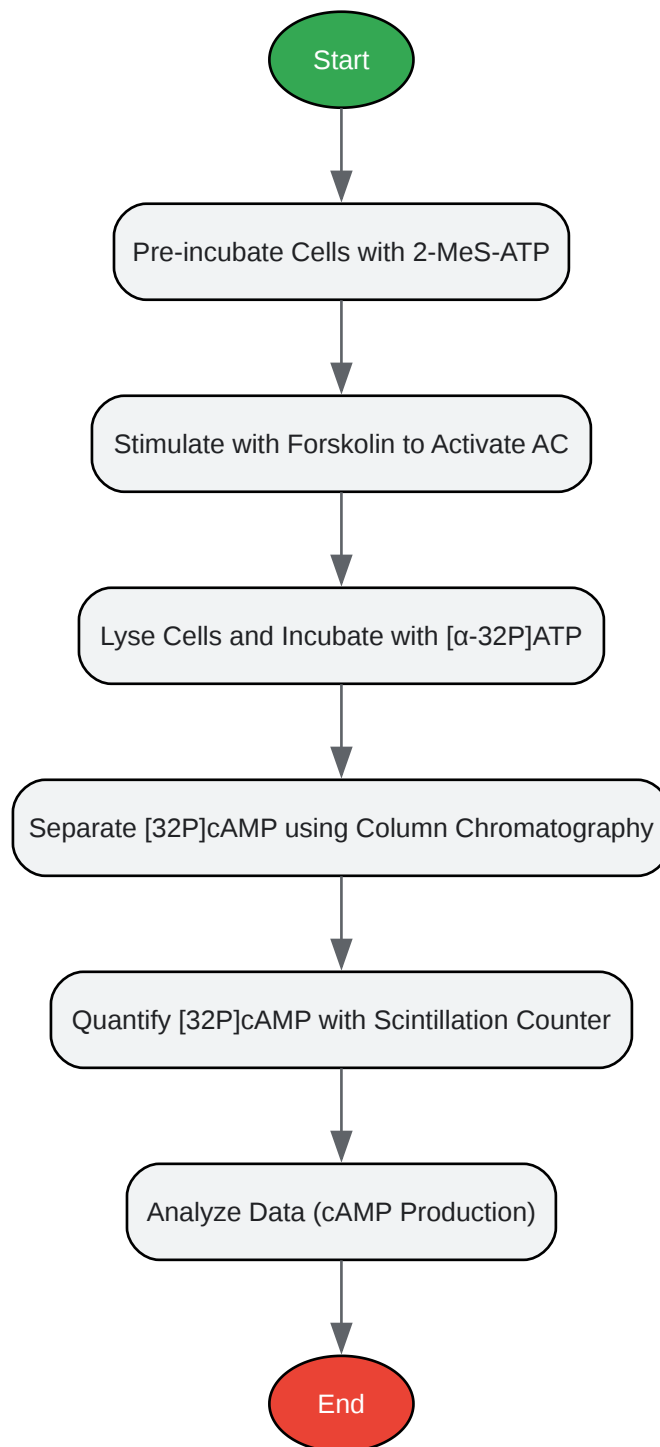 Start
Pre-incubate Cells with 2-MeS-ATP
Stimulate with Forskolin to Activate AC
Lyse Cells and Incubate with [α-32P]ATP
Separate [32P]cAMP using Column Chromatography
Quantify [32P]cAMP with Scintillation Counter
Analyze Data (cAMP Production)
End